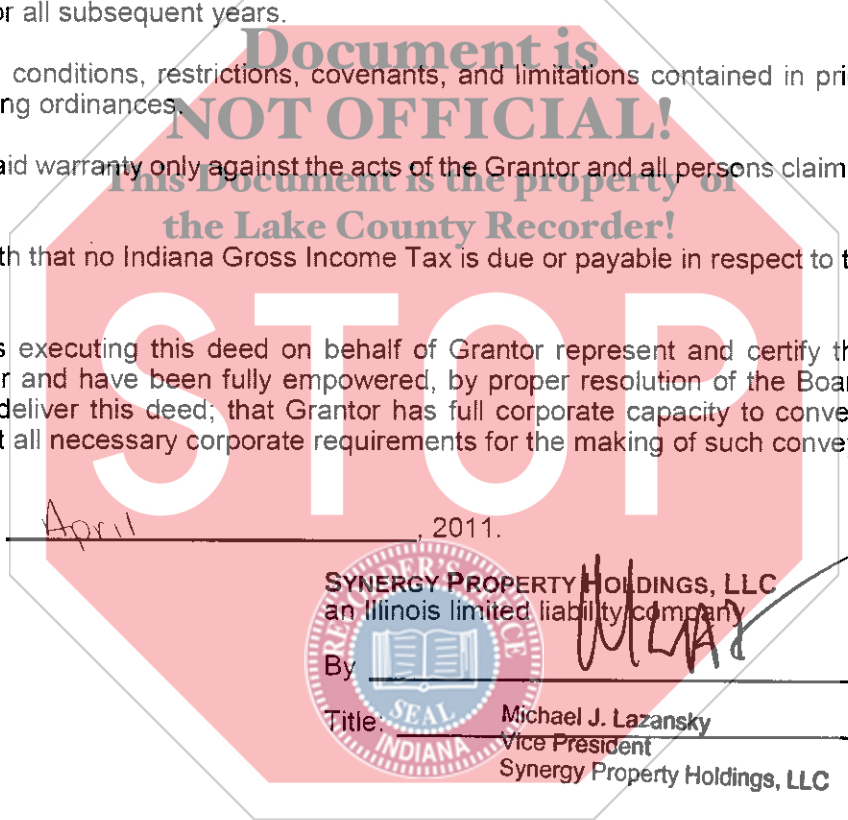 or all subsequent years.
Document is
conditions, restrictions, covenants, and limitations contained in pri
ng ordinances.
NOT OFFICIAL!
aid warranty only against the acts of the Grantor and all persons claim
This Document is the property of
the Lake County Recorder!
th that no Indiana Gross Income Tax is due or payable in respect to t
STOP
s executing this deed on behalf of Grantor represent and certify th
r and have been fully empowered, by proper resolution of the Boar
deliver this deed; that Grantor has full corporate capacity to conve
t all necessary corporate requirements for the making of such convey
April , 2011.
SYNERGY PROPERTY HOLDINGS, LLC
an Illinois limited liability company
By
Title: Michael J. Lazansky
Vice President
Synergy Property Holdings, LLC
RECORDER'S OFFICE
SEAL
INDIANA